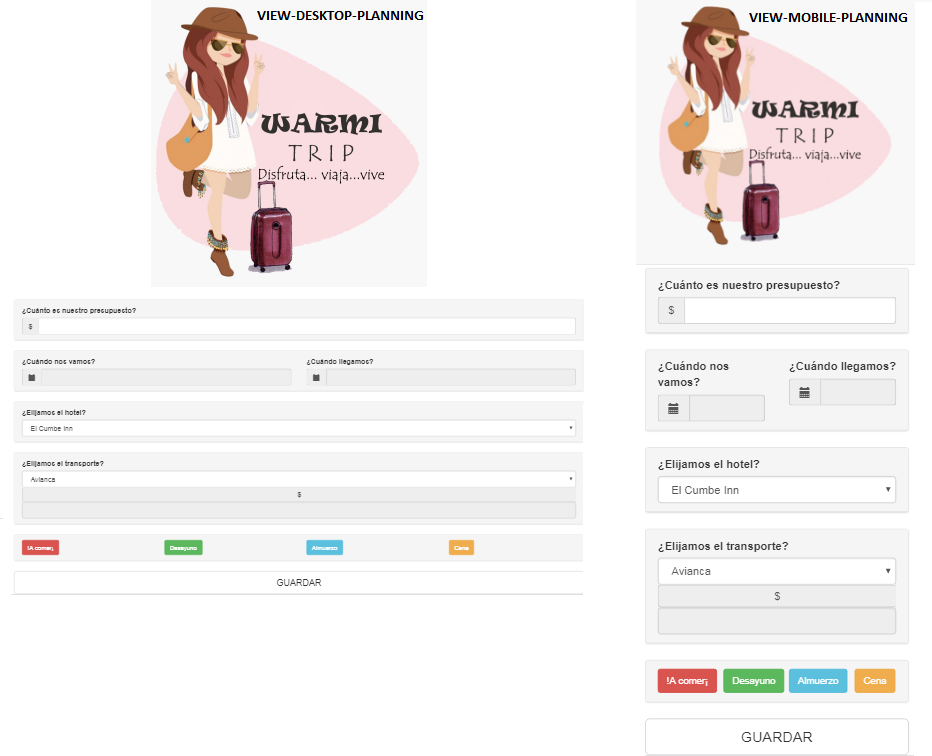 VIEW-DESKTOP-PLANNING
WARMI
TRIP
Disfruta... viaja...vive
¿Cuánto es nuestro presupuesto?
$
¿Cuándo nos vamos?
¿Cuándo llegamos?
¿Elijamos el hotel?
El Cumbe Inn
¿Elijamos el transporte?
Avianca
$
!A comer¡
Desayuno
Almuerzo
Cena
GUARDAR
VIEW-MOBILE-PLANNING
WARMI
TRIP
Disfruta... viaja...vive
¿Cuánto es nuestro presupuesto?
$
¿Cuándo nos
vamos?
¿Cuándo llegamos?
¿Elijamos el hotel?
El Cumbe Inn
¿Elijamos el transporte?
Avianca
$
!A comer¡
Desayuno
Almuerzo
Cena
GUARDAR